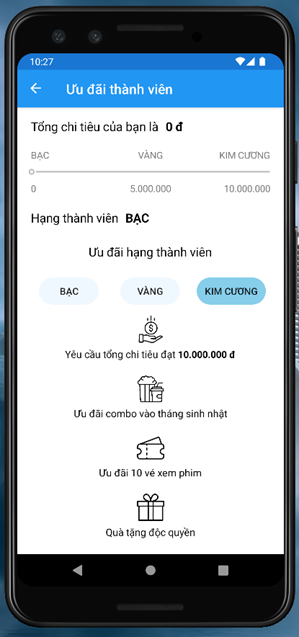 10:27
Ưu đãi thành viên
Tổng chi tiêu của bạn là 0 đ
BẠC VÀNG KIM CƯƠNG
0 5.000.000 10.000.000
Hạng thành viên BẠC
Ưu đãi hạng thành viên
BẠC VÀNG KIM CƯƠNG
Yêu cầu tổng chi tiêu đạt 10.000.000 đ
Ưu đãi combo vào tháng sinh nhật
Ưu đãi 10 vé xem phim
Quà tặng độc quyền